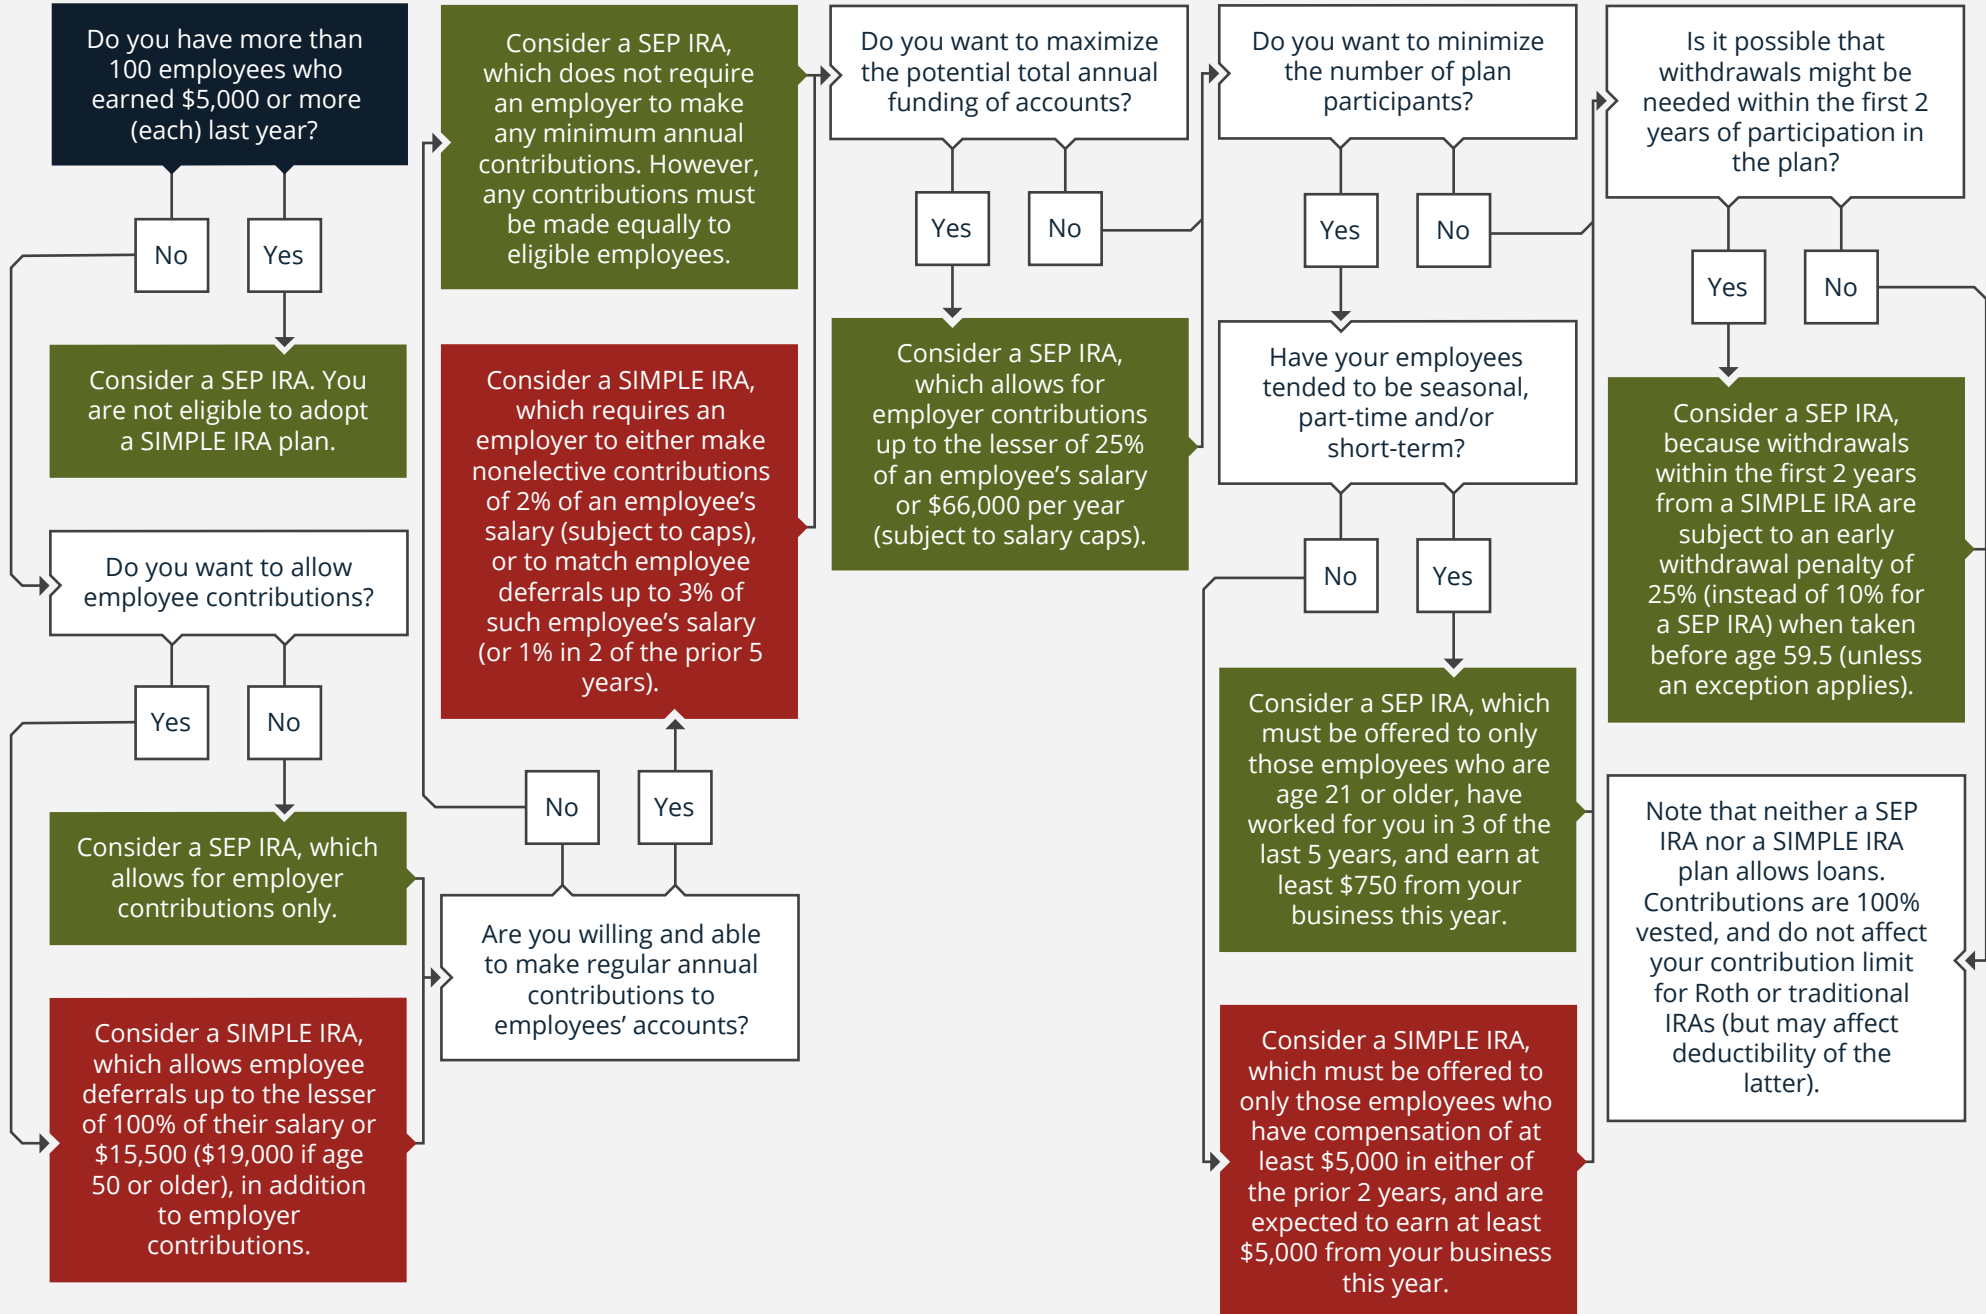 Do you have more than
100 employees who
earned $5,000 or more
(each) last year?
No
Yes
Consider a SEP IRA. You
are not eligible to adopt
a SIMPLE IRA plan.
Do you want to allow
employee contributions?
Yes
No
Consider a SEP IRA, which
allows for employer
contributions only.
Consider a SIMPLE IRA,
which allows employee
deferrals up to the lesser
of 100% of their salary or
$15,500 ($19,000 if age
50 or older), in addition
to employer
contributions.
Consider a SEP IRA,
which does not require
an employer to make
any minimum annual
contributions. However,
any contributions must
be made equally to
eligible employees.
Consider a SIMPLE IRA,
which requires an
employer to either make
nonelective contributions
of 2% of an employee’s
salary (subject to caps),
or to match employee
deferrals up to 3% of
such employee’s salary
(or 1% in 2 of the prior 5
years).
No
Yes
Are you willing and able
to make regular annual
contributions to
employees’ accounts?
Do you want to maximize
the potential total annual
funding of accounts?
Yes
No
Consider a SEP IRA,
which allows for
employer contributions
up to the lesser of 25%
of an employee’s salary
or $66,000 per year
(subject to salary caps).
Do you want to minimize
the number of plan
participants?
Yes
No
Have your employees
tended to be seasonal,
part-time and/or
short-term?
No
Yes
Consider a SEP IRA, which
must be offered to only
those employees who are
age 21 or older, have
worked for you in 3 of the
last 5 years, and earn at
least $750 from your
business this year.
Consider a SIMPLE IRA,
which must be offered to
only those employees who
have compensation of at
least $5,000 in either of
the prior 2 years, and are
expected to earn at least
$5,000 from your business
this year.
Is it possible that
withdrawals might be
needed within the first 2
years of participation in
the plan?
Yes
No
Consider a SEP IRA,
because withdrawals
within the first 2 years
from a SIMPLE IRA are
subject to an early
withdrawal penalty of
25% (instead of 10% for
a SEP IRA) when taken
before age 59.5 (unless
an exception applies).
Note that neither a SEP
IRA nor a SIMPLE IRA
plan allows loans.
Contributions are 100%
vested, and do not affect
your contribution limit
for Roth or traditional
IRAs (but may affect
deductibility of the
latter).